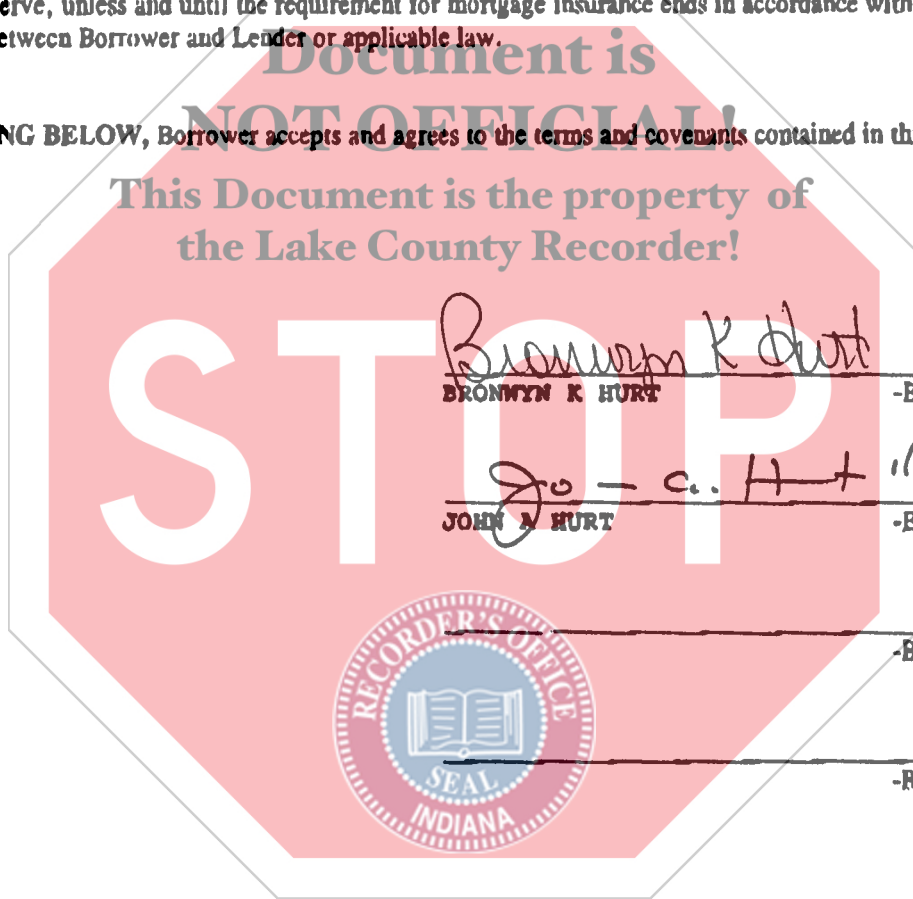 erve, unless and until the requirement for mortgage insurance ends in accordance with
etween Borrower and Lender or applicable law.
Document is
NOT OFFICIAL!
NG BELOW, Borrower accepts and agrees to the terms and covenants contained in th
This Document is the property of
the Lake County Recorder!
STOP
Bronwyn K Hurt
BRONWYN K HURT
-B
Jo - a. Hurt
JOHN A HURT
-B
-B
RECORDER'S OFFICE
SEAL
INDIANA